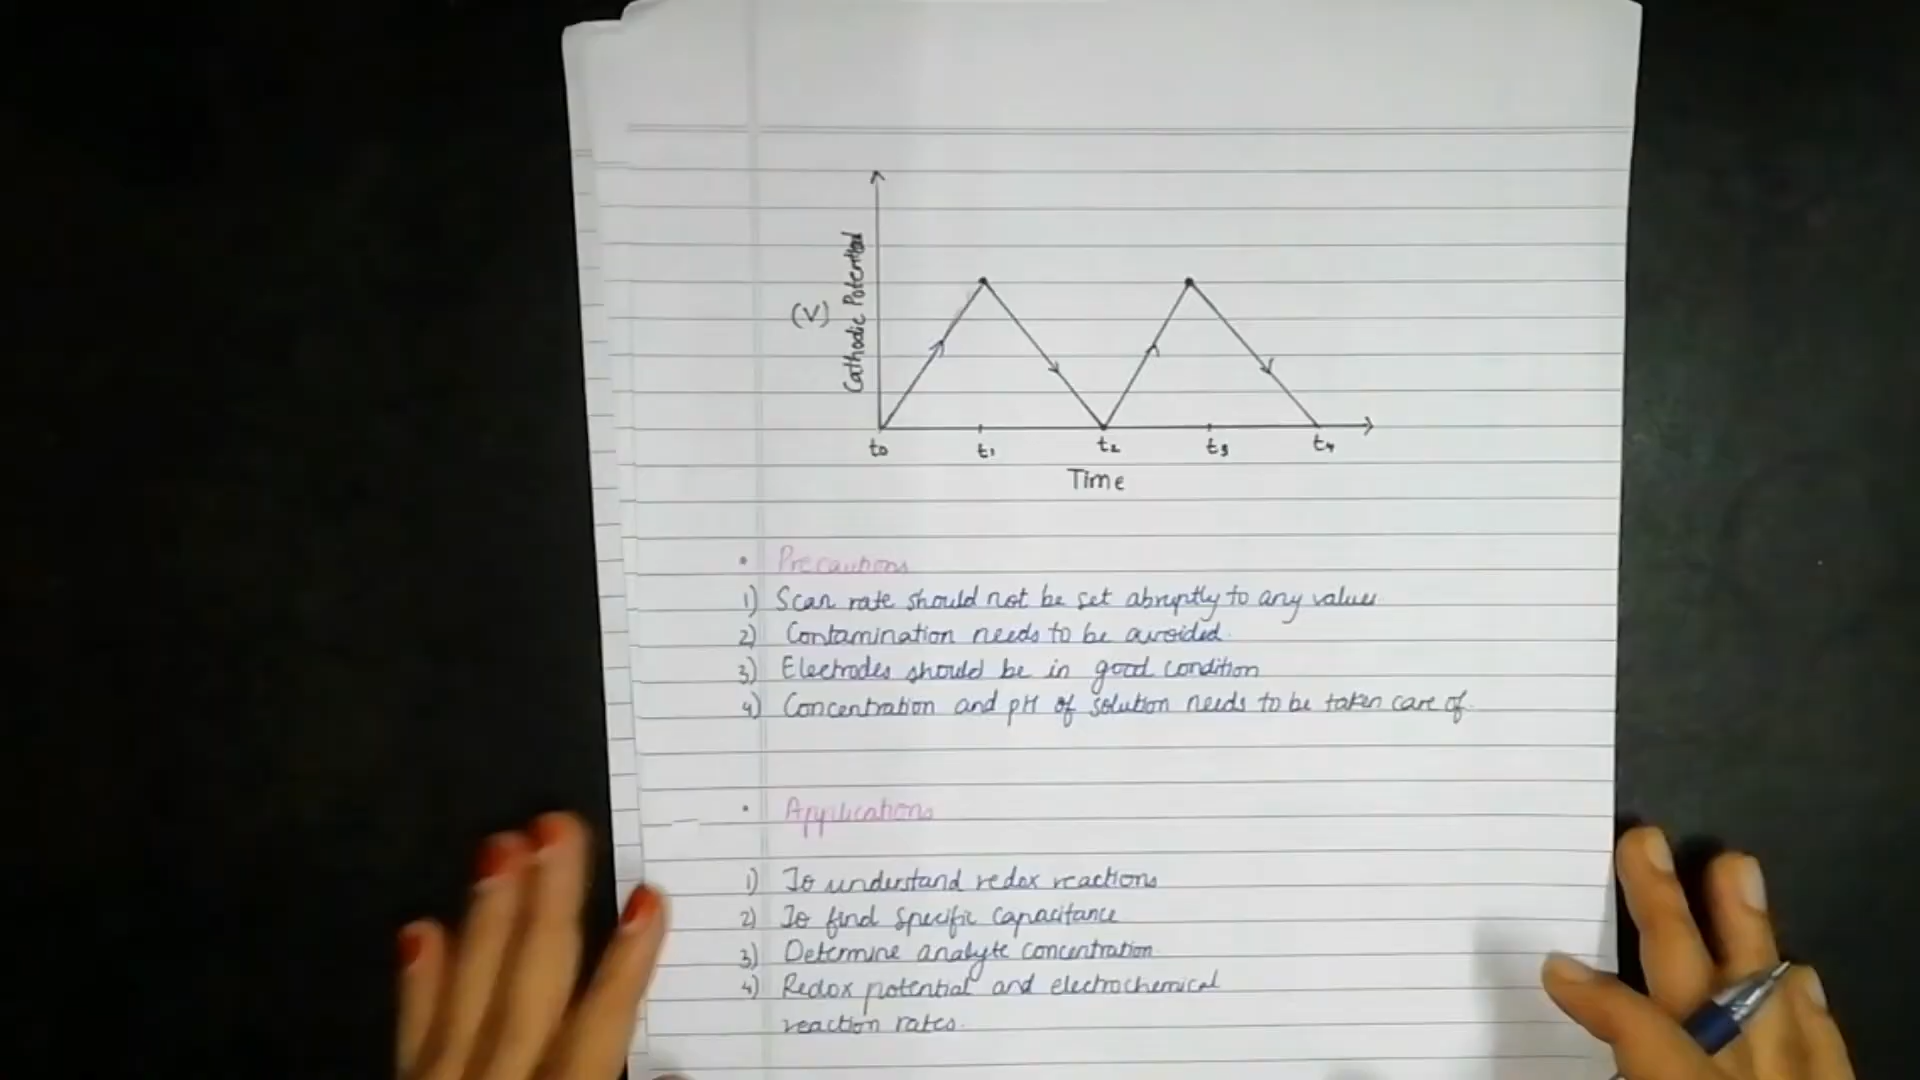 Cathodic Potential
(V)
t0 t1 t2 t3 t4
Time
• Precautions
1) Scan rate should not be set abruptly to any values.
2) Contamination needs to be avoided.
3) Electrodes should be in good condition
4) Concentration and pH of solution needs to be taken care of.
• Applications
1) To understand redox reactions
2) To find specific capacitance
3) Determine analyte concentration.
4) Redox potential and electrochemical
reaction rates.